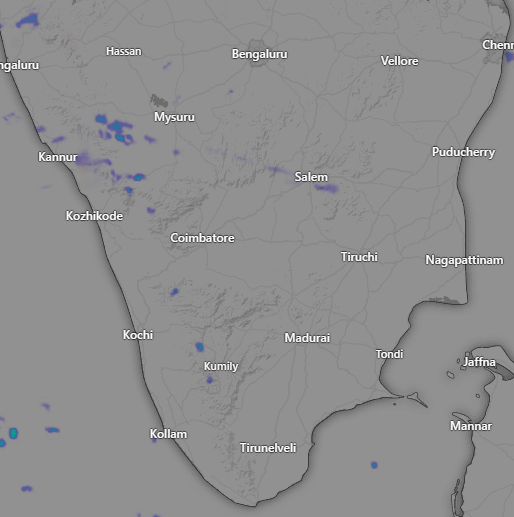 Chenn
Hassan
Bengaluru
Vellore
ngaluru
Mysuru
Kannur
Puducherry
Salem
Kozhikode
Coimbatore
Tiruchi
Nagapattinam
Kochi
Madurai
Tondi
Kumily
Jaffna
Mannar
Kollam
Tirunelveli